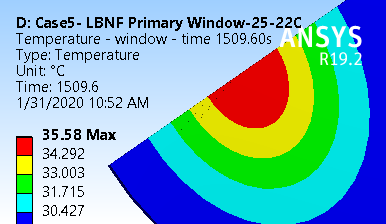 D: Case5- LBNF Primary Window-25-22C
Temperature - window - time 1509.60s
Type: Temperature
Unit: °C
Time: 1509.6
1/31/2020 10:52 AM
ANSYS
R19.2
35.58 Max
34.292
33.003
31.715
30.427